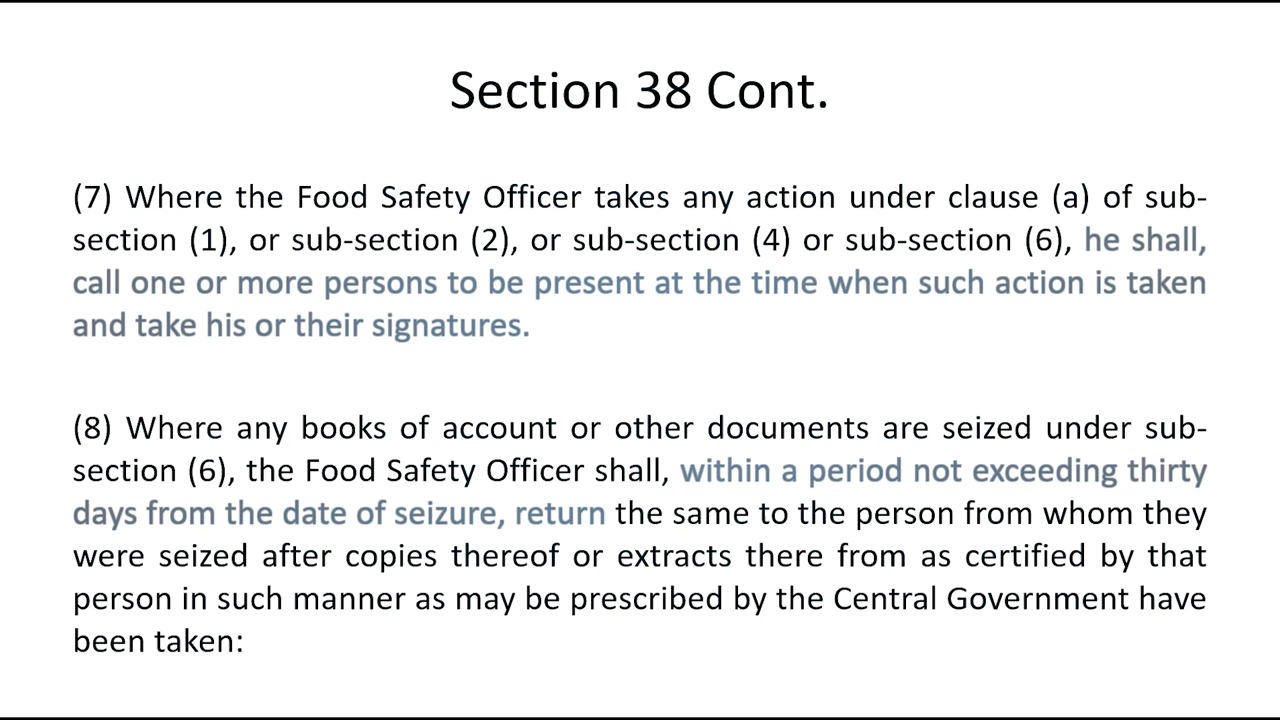 Section 38 Cont.
(7) Where the Food Safety Officer takes any action under clause (a) of sub-
section (1), or sub-section (2), or sub-section (4) or sub-section (6), he shall,
call one or more persons to be present at the time when such action is taken
and take his or their signatures.
(8) Where any books of account or other documents are seized under sub-
section (6), the Food Safety Officer shall, within a period not exceeding thirty
days from the date of seizure, return the same to the person from whom they
were seized after copies thereof or extracts there from as certified by that
person in such manner as may be prescribed by the Central Government have
been taken: